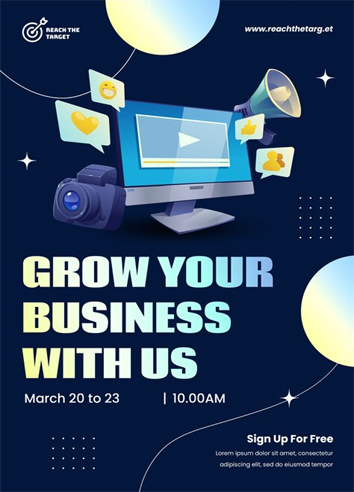 REACH THE
TARGET
www.reachthetarg.et
GROW YOUR
BUSINESS
WITH US
March 20 to 23 | 10.00AM
Sign Up For Free
Lorem ipsum dolor sit amet, consectetur
adipiscing elit, sed do eiusmod tempor